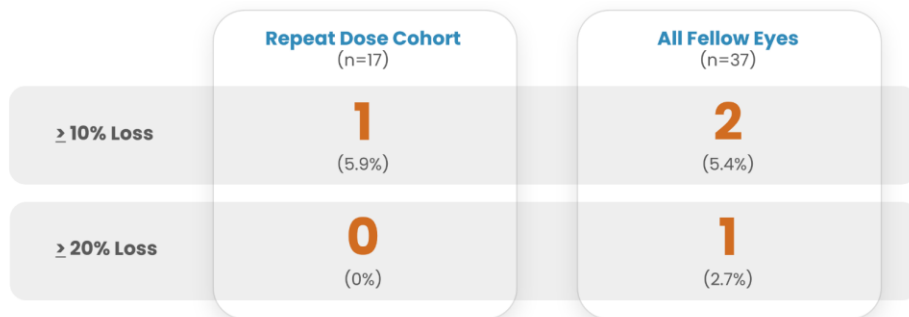 Repeat Dose Cohort
(n=17)
All Fellow Eyes
(n=37)
≥ 10% Loss
1
(5.9%)
2
(5.4%)
≥ 20% Loss
0
(0%)
1
(2.7%)